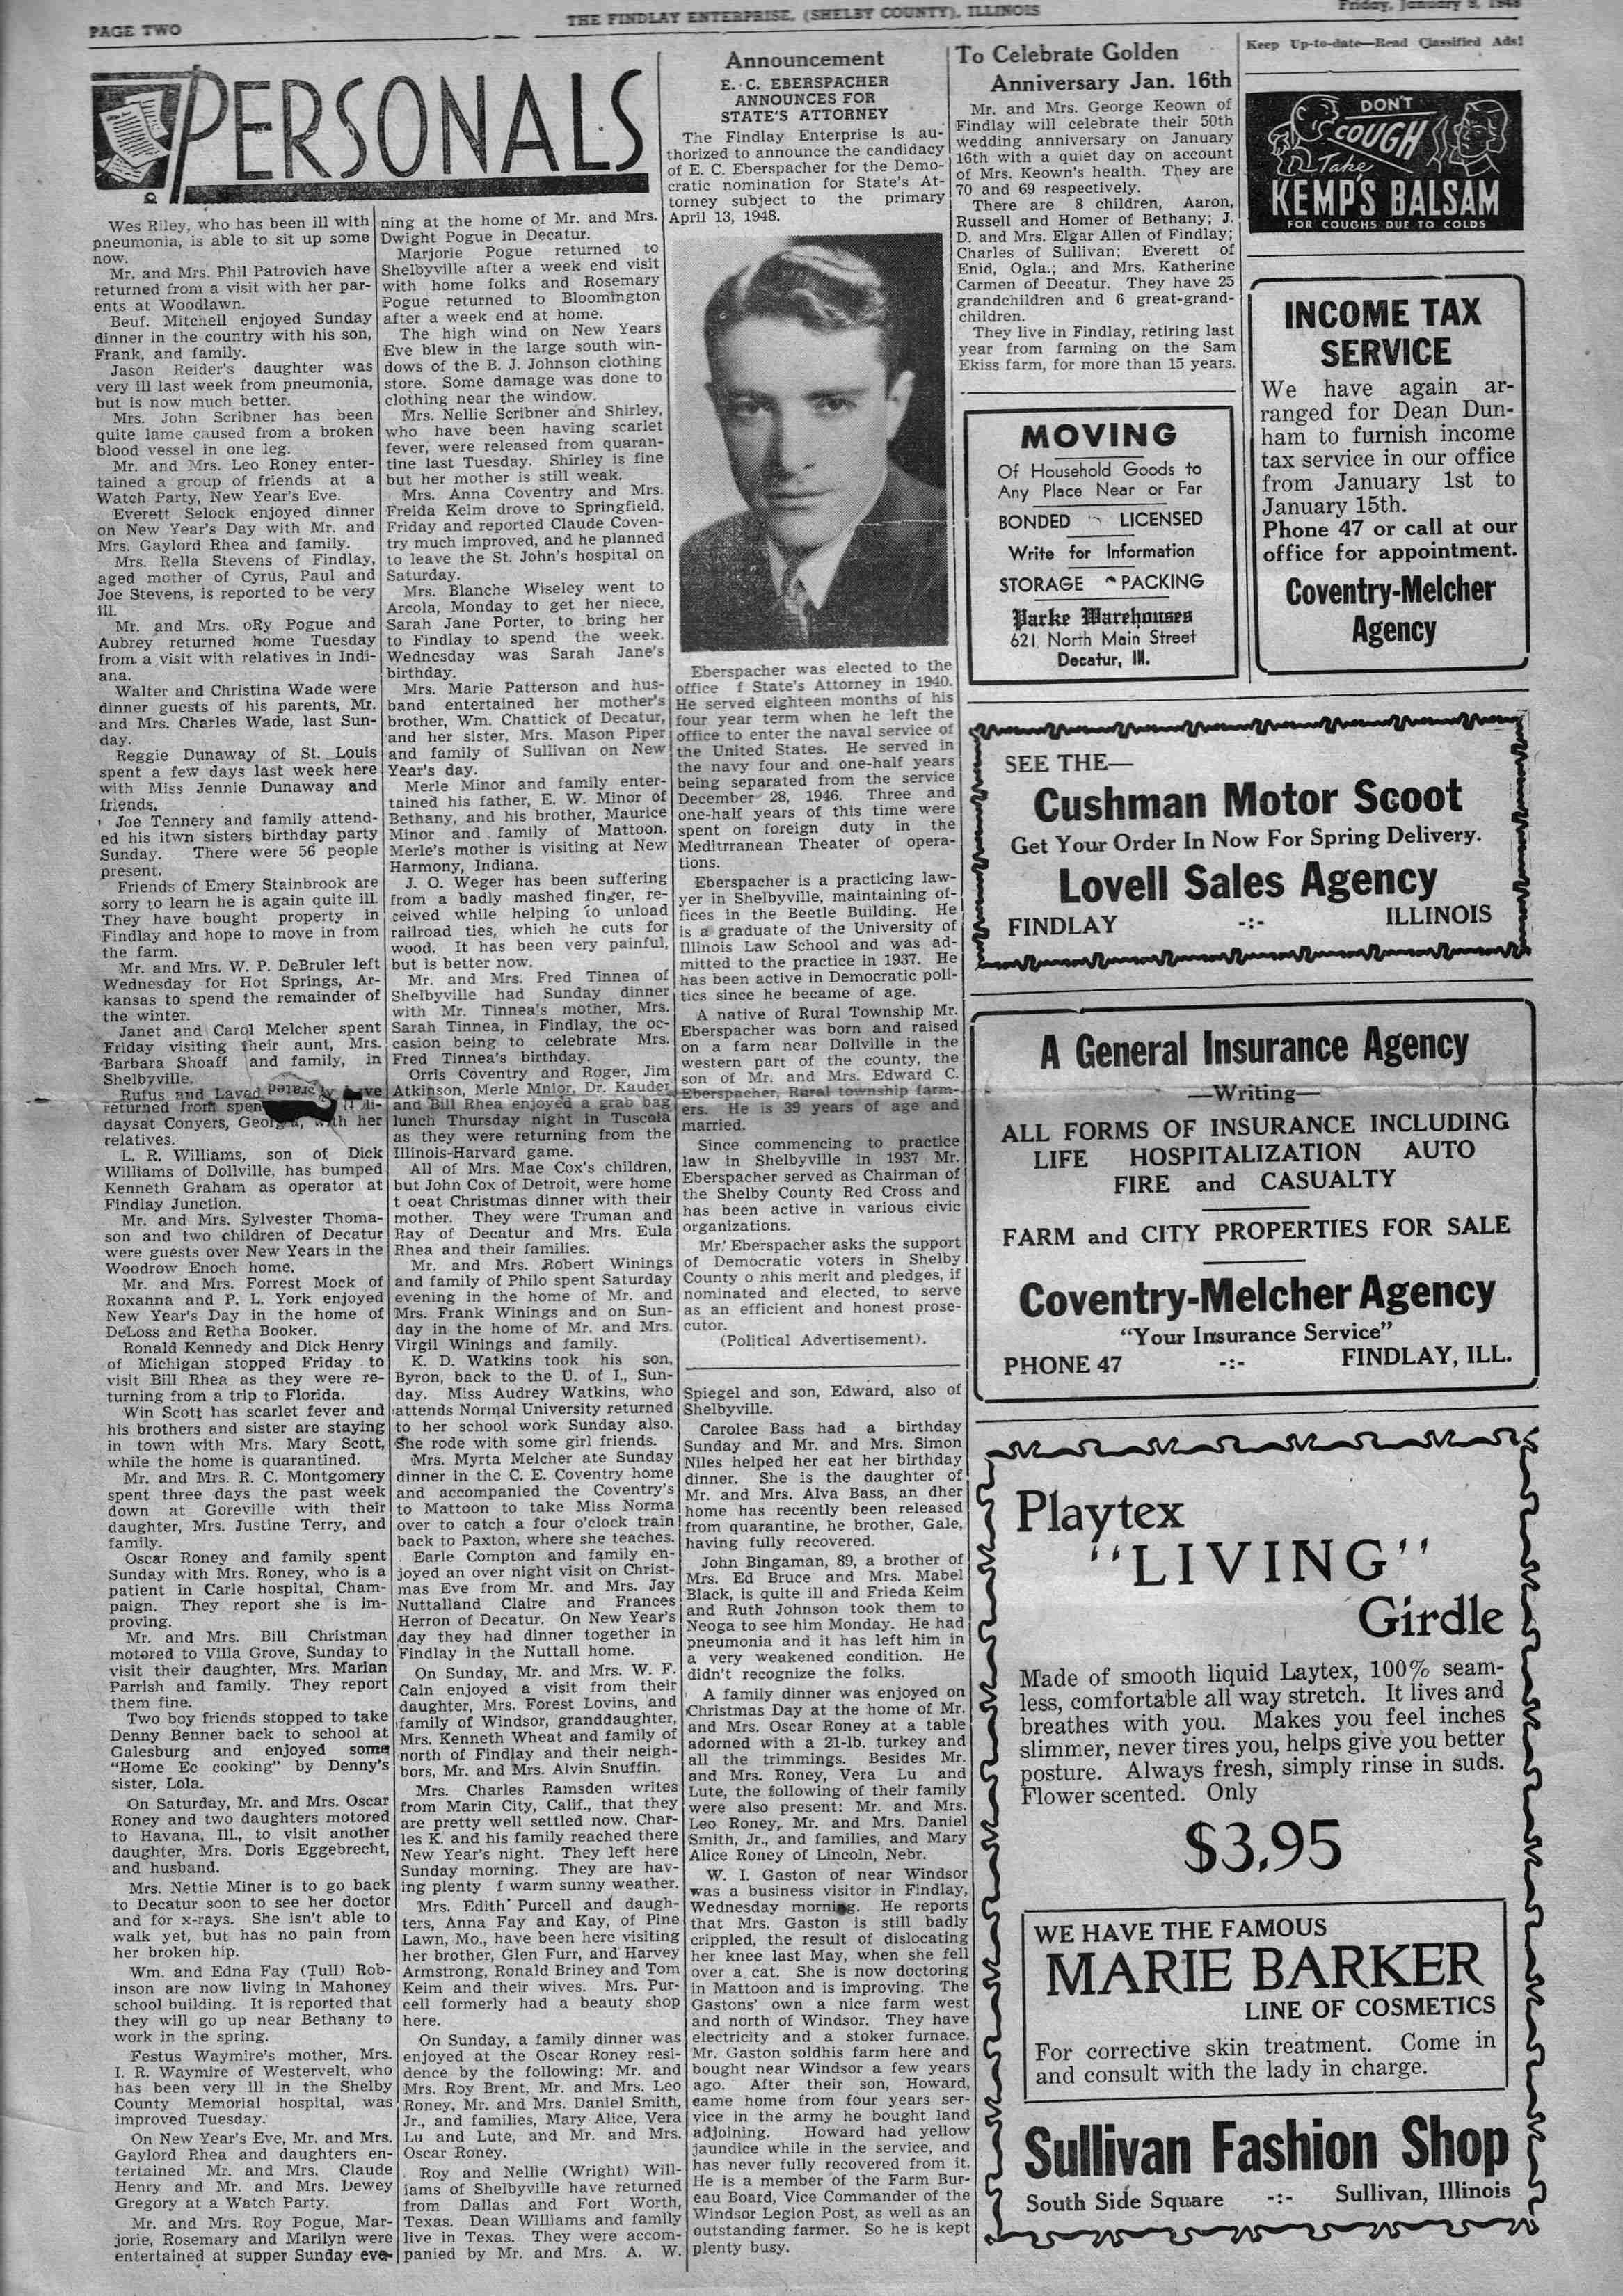 PAGE TWO
THE FINDLAY ENTERPRISE, (SHELBY COUNTY), ILLINOIS
Friday, January 9, 1948
PERSONALS
Wes Riley, who has been ill with
pneumonia, is able to sit up some
now.
Mr. and Mrs. Phil Patrovich have
returned from a visit with her par-
ents at Woodlawn.
Beuf. Mitchell enjoyed Sunday
dinner in the country with his son,
Frank, and family.
Jason Reider's daughter was
very ill last week from pneumonia,
but is now much better.
Mrs. John Scribner has been
quite lame caused from a broken
blood vessel in one leg.
Mr. and Mrs. Leo Roney enter-
tained a group of friends at a
Watch Party, New Year's Eve.
Everett Selock enjoyed dinner
on New Year's Day with Mr. and
Mrs. Gaylord Rhea and family.
Mrs. Rella Stevens of Findlay,
aged mother of Cyrus, Paul and
Joe Stevens, is reported to be very
ill.
Mr. and Mrs. oRy Pogue and
Aubrey returned home Tuesday
from a visit with relatives in Indi-
ana.
Walter and Christina Wade were
dinner guests of his parents, Mr.
and Mrs. Charles Wade, last Sun-
day.
Reggie Dunaway of St. Louis
spent a few days last week here
with Miss Jennie Dunaway and
friends.
Joe Tennery and family attend-
ed his itwn sisters birthday party
Sunday. There were 56 people
present.
Friends of Emery Stainbrook are
sorry to learn he is again quite ill.
They have bought property in
Findlay and hope to move in from
the farm.
Mr. and Mrs. W. P. DeBruler left
Wednesday for Hot Springs, Ar-
kansas to spend the remainder of
the winter.
Janet and Carol Melcher spent
Friday visiting their aunt, Mrs.
Barbara Shoaff and family, in
Shelbyville.
Rufus and
returned from
daysat Conyers, Georgia, with her
relatives.
L. R. Williams, son of Dick
Williams of Dollville, has bumped
Kenneth Graham as operator at
Findlay Junction.
Mr. and Mrs. Sylvester Thoma-
son and two children of Decatur
were guests over New Years in the
Woodrow Enoch home.
Mr. and Mrs. Forrest Mock of
Roxanna and P. L. York enjoyed
New Year's Day in the home of
DeLoss and Retha Booker.
Ronald Kennedy and Dick Henry
of Michigan stopped Friday to
visit Bill Rhea as they were re-
turning from a trip to Florida.
Win Scott has scarlet fever and
his brothers and sister are staying
in town with Mrs. Mary Scott,
while the home is quarantined.
Mr. and Mrs. R. C. Montgomery
spent three days the past week
down at Goreville with their
daughter, Mrs. Justine Terry, and
family.
Oscar Roney and family spent
Sunday with Mrs. Roney, who is a
patient in Carle hospital, Cham-
paign. They report she is im-
proving.
Mr. and Mrs. Bill Christman
motored to Villa Grove, Sunday to
visit their daughter, Mrs. Marian
Parrish and family. They report
them fine.
Two boy friends stopped to take
Denny Benner back to school at
Galesburg and enjoyed some
"Home Ec cooking" by Denny's
sister, Lola.
On Saturday, Mr. and Mrs. Oscar
Roney and two daughters motored
to Havana, Ill., to visit another
daughter, Mrs. Doris Eggebrecht,
and husband.
Mrs. Nettie Miner is to go back
to Decatur soon to see her doctor
and for x-rays. She isn't able to
walk yet, but has no pain from
her broken hip.
Wm. and Edna Fay (Tull) Rob-
inson are now living in Mahoney
school building. It is reported that
they will go up near Bethany to
work in the spring.
Festus Waymire's mother, Mrs.
I. R. Waymire of Westervelt, who
has been very ill in the Shelby
County Memorial hospital, was
improved Tuesday.
On New Year's Eve, Mr. and Mrs.
Gaylord Rhea and daughters en-
tertained Mr. and Mrs. Claude
Henry and Mr. and Mrs. Dewey
Gregory at a Watch Party.
Mr. and Mrs. Roy Pogue, Mar-
jorie, Rosemary and Marilyn were
entertained at supper Sunday eve-
ning at the home of Mr. and Mrs.
Dwight Pogue in Decatur.
Marjorie Pogue returned to
Shelbyville after a week end visit
with home folks and Rosemary
Pogue returned to Bloomington
after a week end at home.
The high wind on New Years
Eve blew in the large south win-
dows of the B. J. Johnson clothing
store. Some damage was done to
clothing near the window.
Mrs. Nellie Scribner and Shirley,
who have been having scarlet
fever, were released from quaran-
tine last Tuesday. Shirley is fine
but her mother is still weak.
Mrs. Anna Coventry and Mrs.
Freida Keim drove to Springfield,
Friday and reported Claude Coven-
try much improved, and he planned
to leave the St. John's hospital on
Saturday.
Mrs. Blanche Wiseley went to
Arcola, Monday to get her niece,
Sarah Jane Porter, to bring her
to Findlay to spend the week.
Wednesday was Sarah Jane's
birthday.
Mrs. Marie Patterson and hus-
band entertained her mother's
brother, Wm. Chattick of Decatur,
and her sister, Mrs. Mason Piper
and family of Sullivan on New
Year's day.
Merle Minor and family enter-
tained his father, E. W. Minor of
Bethany, and his brother, Maurice
Minor and family of Mattoon.
Merle's mother is visiting at New
Harmony, Indiana.
J. O. Weger has been suffering
from a badly mashed finger, re-
ceived while helping to unload
railroad ties, which he cuts for
wood. It has been very painful,
but is better now.
Mr. and Mrs. Fred Tinnea of
Shelbyville had Sunday dinner
with Mr. Tinnea's mother, Mrs.
Sarah Tinnea, in Findlay, the oc-
casion being to celebrate Mrs.
Fred Tinnea's birthday.
Orris Coventry and Roger, Jim
Atkinson, Merle Mnior, Dr. Kauder
and Bill Rhea enjoyed a grab bag
lunch Thursday night in Tuscola
as they were returning from the
Illinois-Harvard game.
All of Mrs. Mae Cox's children,
but John Cox of Detroit, were home
t oeat Christmas dinner with their
mother. They were Truman and
Ray of Decatur and Mrs. Eula
Rhea and their families.
Mr. and Mrs. Robert Winings
and family of Philo spent Saturday
evening in the home of Mr. and
Mrs. Frank Winings and on Sun-
day in the home of Mr. and Mrs.
Virgil Winings and family.
K. D. Watkins took his son,
Byron, back to the U. of I., Sun-
day. Miss Audrey Watkins, who
attends Normal University returned
to her school work Sunday also.
She rode with some girl friends.
Mrs. Myrta Melcher ate Sunday
dinner in the C. E. Coventry home
and accompanied the Coventry's
to Mattoon to take Miss Norma
over to catch a four o'clock train
back to Paxton, where she teaches.
Earle Compton and family en-
joyed an over night visit on Christ-
mas Eve from Mr. and Mrs. Jay
Nuttalland Claire and Frances
Herron of Decatur. On New Year's
day they had dinner together in
Findlay in the Nuttall home.
On Sunday, Mr. and Mrs. W. F.
Cain enjoyed a visit from their
daughter, Mrs. Forest Lovins, and
family of Windsor, granddaughter,
Mrs. Kenneth Wheat and family of
north of Findlay and their neigh-
bors, Mr. and Mrs. Alvin Snuffin.
Mrs. Charles Ramsden writes
from Marin City, Calif., that they
are pretty well settled now. Char-
les K. and his family reached there
New Year's night. They left here
Sunday morning. They are hav-
ing plenty f warm sunny weather.
Mrs. Edith Purcell and daugh-
ters, Anna Fay and Kay, of Pine
Lawn, Mo., have been here visiting
her brother, Glen Furr, and Harvey
Armstrong, Ronald Briney and Tom
Keim and their wives. Mrs. Pur-
cell formerly had a beauty shop
here.
On Sunday, a family dinner was
enjoyed at the Oscar Roney resi-
dence by the following: Mr. and
Mrs. Roy Brent, Mr. and Mrs. Leo
Roney, Mr. and Mrs. Daniel Smith,
Jr., and families, Mary Alice, Vera
Lu and Lute, and Mr. and Mrs.
Oscar Roney.
Roy and Nellie (Wright) Will-
iams of Shelbyville have returned
from Dallas and Fort Worth,
Texas. Dean Williams and family
live in Texas. They were accom-
panied by Mr. and Mrs. A. W.
Announcement
E. C. EBERSPACHER
ANNOUNCES FOR
STATE'S ATTORNEY
The Findlay Enterprise is au-
thorized to announce the candidacy
of E. C. Eberspacher for the Demo-
cratic nomination for State's At-
torney subject to the primary
April 13, 1948.
Eberspacher was elected to the
office f State's Attorney in 1940.
He served eighteen months of his
four year term when he left the
office to enter the naval service of
the United States. He served in
the navy four and one-half years
being separated from the service
December 28, 1946. Three and
one-half years of this time were
spent on foreign duty in the
Meditrranean Theater of opera-
tions.
Eberspacher is a practicing law-
yer in Shelbyville, maintaining of-
fices in the Beetle Building. He
is a graduate of the University of
Illinois Law School and was ad-
mitted to the practice in 1937. He
has been active in Democratic poli-
tics since he became of age.
A native of Rural Township Mr.
Eberspacher was born and raised
on a farm near Dollville in the
western part of the county, the
son of Mr. and Mrs. Edward C.
Eberspacher, Rural township farm-
ers. He is 39 years of age and
married.
Since commencing to practice
law in Shelbyville in 1937 Mr.
Eberspacher served as Chairman of
the Shelby County Red Cross and
has been active in various civic
organizations.
Mr. Eberspacher asks the support
of Democratic voters in Shelby
County o nhis merit and pledges, if
nominated and elected, to serve
as an efficient and honest prose-
cutor.
(Political Advertisement).
Spiegel and son, Edward, also of
Shelbyville.
Carolee Bass had a birthday
Sunday and Mr. and Mrs. Simon
Niles helped her eat her birthday
dinner. She is the daughter of
Mr. and Mrs. Alva Bass, an dher
home has recently been released
from quarantine, he brother, Gale,
having fully recovered.
John Bingaman, 89, a brother of
Mrs. Ed Bruce and Mrs. Mabel
Black, is quite ill and Frieda Keim
and Ruth Johnson took them to
Neoga to see him Monday. He had
pneumonia and it has left him in
a very weakened condition. He
didn't recognize the folks.
A family dinner was enjoyed on
Christmas Day at the home of Mr.
and Mrs. Oscar Roney at a table
adorned with a 21-lb. turkey and
all the trimmings. Besides Mr.
and Mrs. Roney, Vera Lu and
Lute, the following of their family
were also present: Mr. and Mrs.
Leo Roney, Mr. and Mrs. Daniel
Smith, Jr., and families, and Mary
Alice Roney of Lincoln, Nebr.
W. I. Gaston of near Windsor
was a business visitor in Findlay,
Wednesday morning. He reports
that Mrs. Gaston is still badly
crippled, the result of dislocating
her knee last May, when she fell
over a cat. She is now doctoring
in Mattoon and is improving. The
Gastons' own a nice farm west
and north of Windsor. They have
electricity and a stoker furnace.
Mr. Gaston soldhis farm here and
bought near Windsor a few years
ago. After their son, Howard,
came home from four years ser-
vice in the army he bought land
adjoining. Howard had yellow
jaundice while in the service, and
has never fully recovered from it.
He is a member of the Farm Bur-
eau Board, Vice Commander of the
Windsor Legion Post, as well as an
outstanding farmer. So he is kept
plenty busy.
To Celebrate Golden
Anniversary Jan. 16th
Mr. and Mrs. George Keown of
Findlay will celebrate their 50th
wedding anniversary on January
16th with a quiet day on account
of Mrs. Keown's health. They are
70 and 69 respectively.
There are 8 children, Aaron,
Russell and Homer of Bethany; J.
D. and Mrs. Elgar Allen of Findlay;
Charles of Sullivan; Everett of
Enid, Ogla.; and Mrs. Katherine
Carmen of Decatur. They have 25
grandchildren and 6 great-grand-
children.
They live in Findlay, retiring last
year from farming on the Sam
Ekiss farm, for more than 15 years.
MOVING
Of Household Goods to
Any Place Near or Far
BONDED LICENSED
Write for Information
STORAGE PACKING
Parke Warehouses
621 North Main Street
Decatur, Ill.
Keep Up-to-date—Read Classified Ads!
DON'T
COUGH
Take
KEMP'S BALSAM
FOR COUGHS DUE TO COLDS
INCOME TAX
SERVICE
We have again ar-
ranged for Dean Dun-
ham to furnish income
tax service in our office
from January 1st to
January 15th.
Phone 47 or call at our
office for appointment.
Coventry-Melcher
Agency
SEE THE—
Cushman Motor Scoot
Get Your Order In Now For Spring Delivery.
Lovell Sales Agency
FINDLAY -:- ILLINOIS
A General Insurance Agency
—Writing—
ALL FORMS OF INSURANCE INCLUDING
LIFE HOSPITALIZATION AUTO
FIRE and CASUALTY
FARM and CITY PROPERTIES FOR SALE
Coventry-Melcher Agency
"Your Insurance Service"
PHONE 47 -:- FINDLAY, ILL.
Playtex
"LIVING"
Girdle
Made of smooth liquid Laytex, 100% seam-
less, comfortable all way stretch. It lives and
breathes with you. Makes you feel inches
slimmer, never tires you, helps give you better
posture. Always fresh, simply rinse in suds.
Flower scented. Only
$3.95
WE HAVE THE FAMOUS
MARIE BARKER
LINE OF COSMETICS
For corrective skin treatment. Come in
and consult with the lady in charge.
Sullivan Fashion Shop
South Side Square -:- Sullivan, Illinois